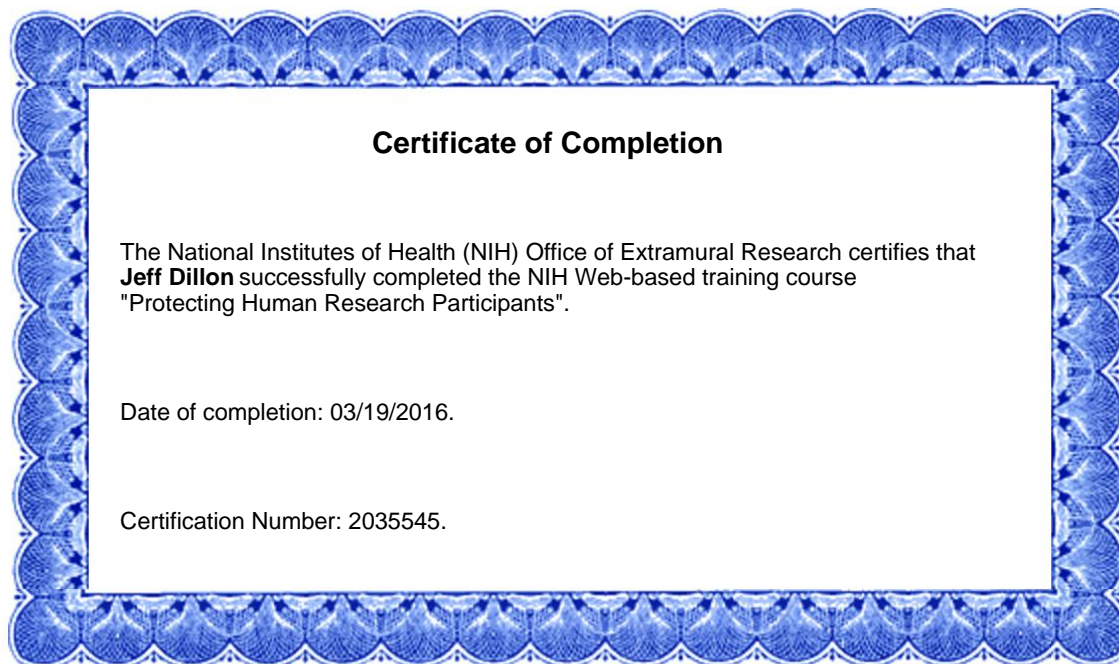 Certificate of Completion
The National Institutes of Health (NIH) Office of Extramural Research certifies that
Jeff Dillon successfully completed the NIH Web-based training course
"Protecting Human Research Participants".
Date of completion: 03/19/2016.
Certification Number: 2035545.